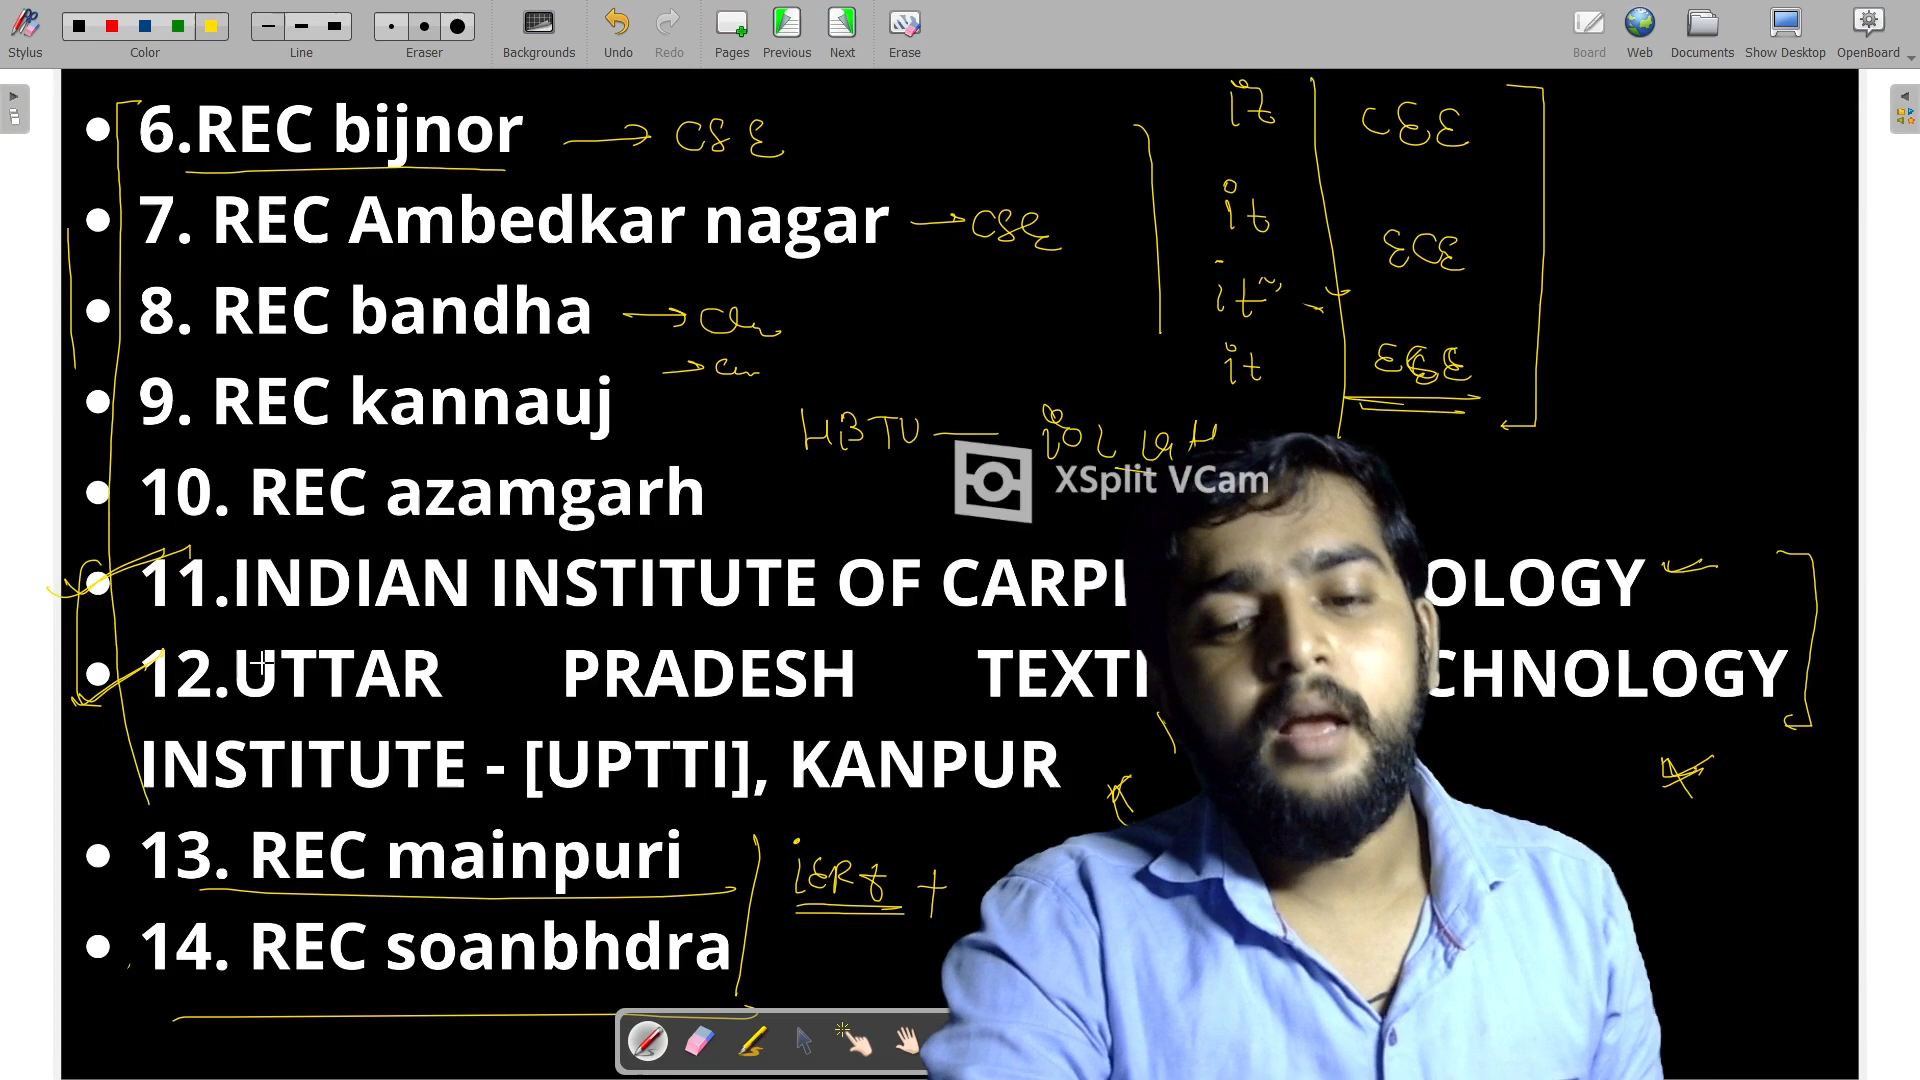 Stylus Color Line Eraser Backgrounds Undo Redo Pages Previous Next Erase Board Web Documents Show Desktop OpenBoard
6.REC bijnor → CSE
it CSE
7. REC Ambedkar nagar → CSE
it ECE
8. REC bandha →
it
→
it
9. REC kannauj
HBTU —
XSplit VCam
10. REC azamgarh
11.INDIAN INSTITUTE OF CARP OLOGY
12.UTTAR PRADESH TEXTI CHNOLOGY
INSTITUTE - [UPTTI], KANPUR
13. REC mainpuri
iERt +
14. REC soanbhdra